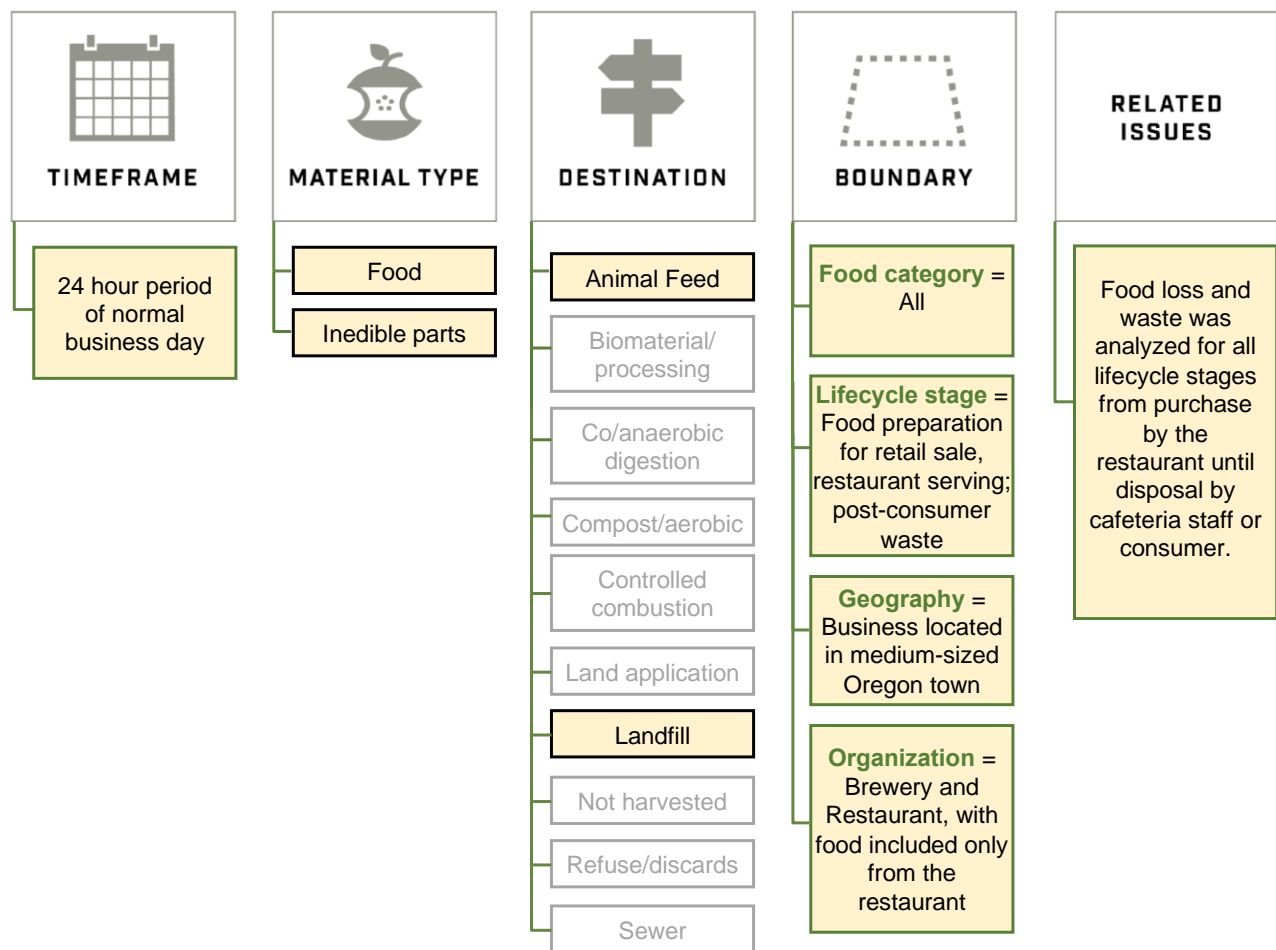 TIMEFRAME
24 hour period
of normal
business day
MATERIAL TYPE
Food
Inedible parts
DESTINATION
Animal Feed
Biomaterial/
processing
Co/anaerobic
digestion
Compost/aerobic
Controlled
combustion
Land application
Landfill
Not harvested
Refuse/discards
Sewer
BOUNDARY
Food category =
All
Lifecycle stage =
Food preparation
for retail sale,
restaurant serving;
post-consumer
waste
Geography =
Business located
in medium-sized
Oregon town
Organization =
Brewery and
Restaurant, with
food included only
from the
restaurant
RELATED
ISSUES
Food loss and
waste was
analyzed for all
lifecycle stages
from purchase
by the
restaurant until
disposal by
cafeteria staff or
consumer.